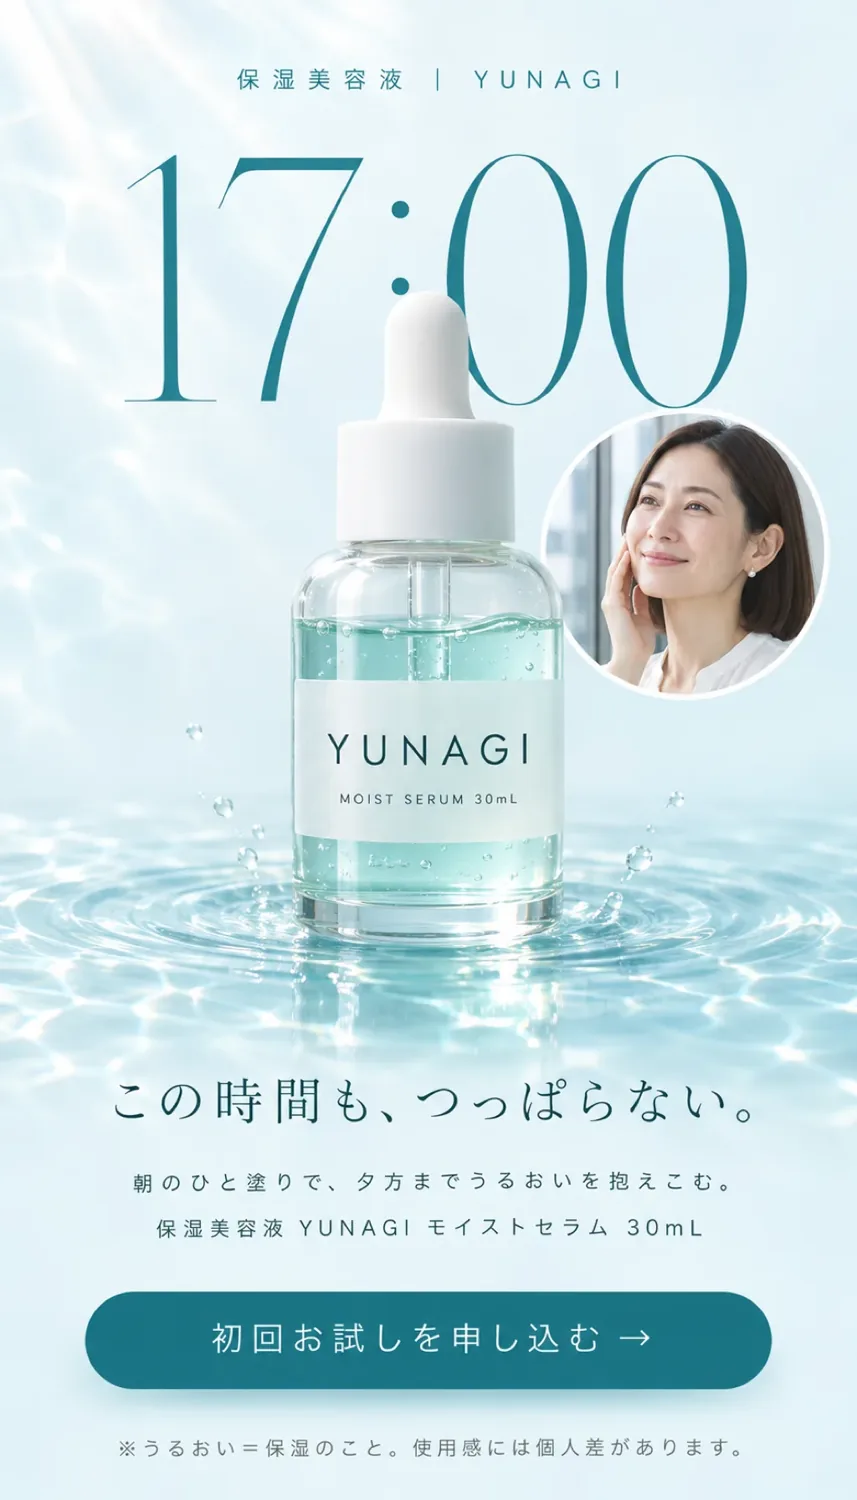 保湿美容液 | YUNAGI
17:00
YUNAGI
MOIST SERUM 30mL
この時間も、つっぱらない。
朝のひと塗りで、夕方までうるおいを抱えこむ。
保湿美容液 YUNAGI モイストセラム 30mL
初回お試しを申し込む →
※うるおい＝保湿のこと。使用感には個人差があります。